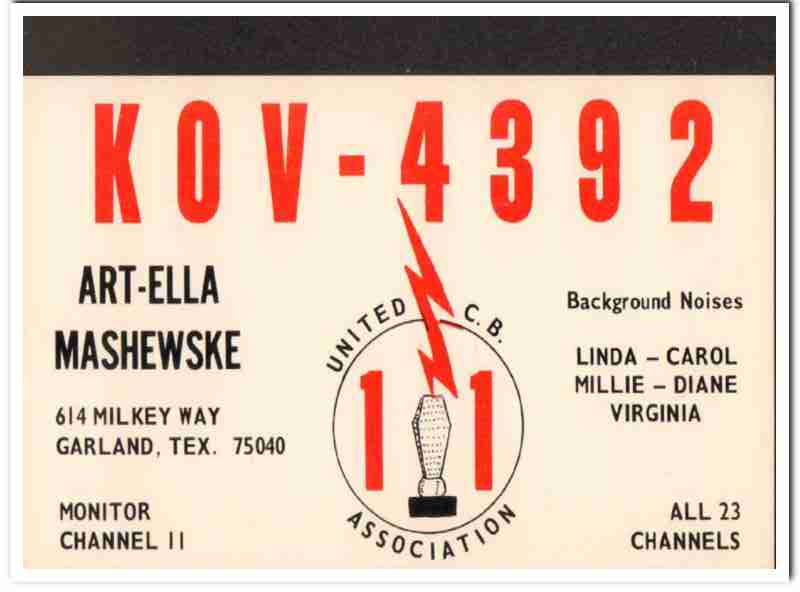 KOV-4392
ART-ELLA
MASHEWSKE
614 MILKEY WAY
GARLAND, TEX. 75040
MONITOR
CHANNEL 11
UNITED C.B.
11
ASSOCIATION
Background Noises
LINDA – CAROL
MILLIE – DIANE
VIRGINIA
ALL 23
CHANNELS